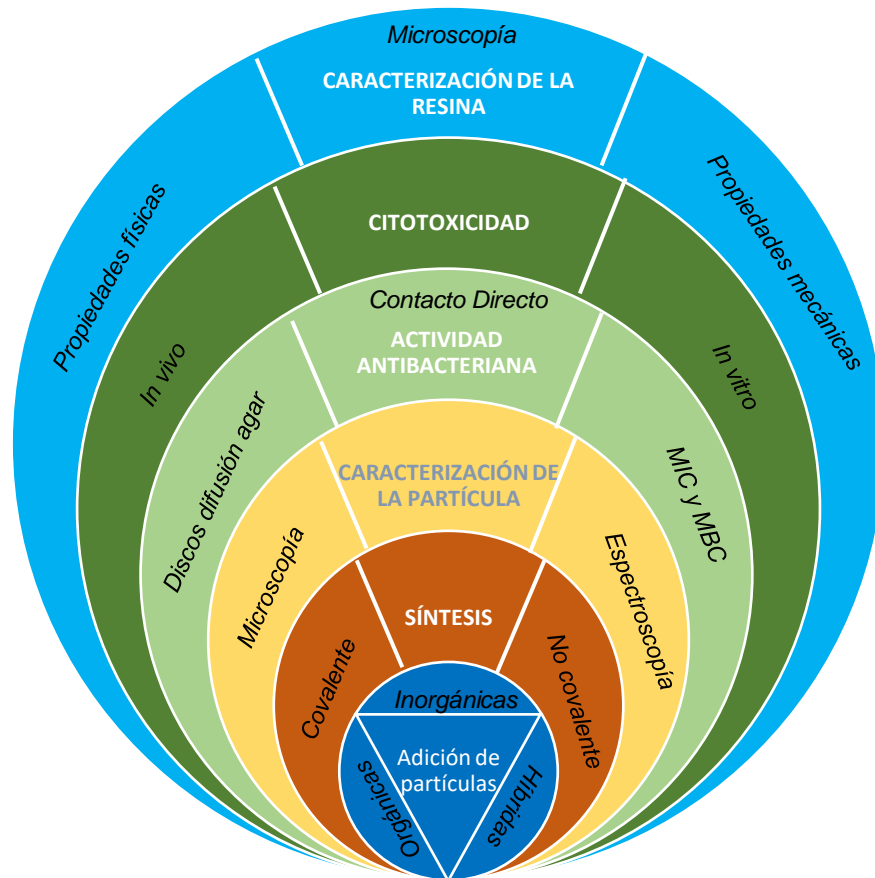 Microscopía
CARACTERIZACIÓN DE LA
RESINA
Propiedades físicas
Propiedades mecánicas
CITOTOXICIDAD
In vivo
In vitro
Contacto Directo
ACTIVIDAD
ANTIBACTERIANA
Discos difusión agar
MIC y MBC
CARACTERIZACIÓN DE
LA PARTÍCULA
Microscopía
Espectroscopía
SÍNTESIS
Covalente
No covalente
Inorgánicas
Adición de
partículas
Orgánicas
Híbridas